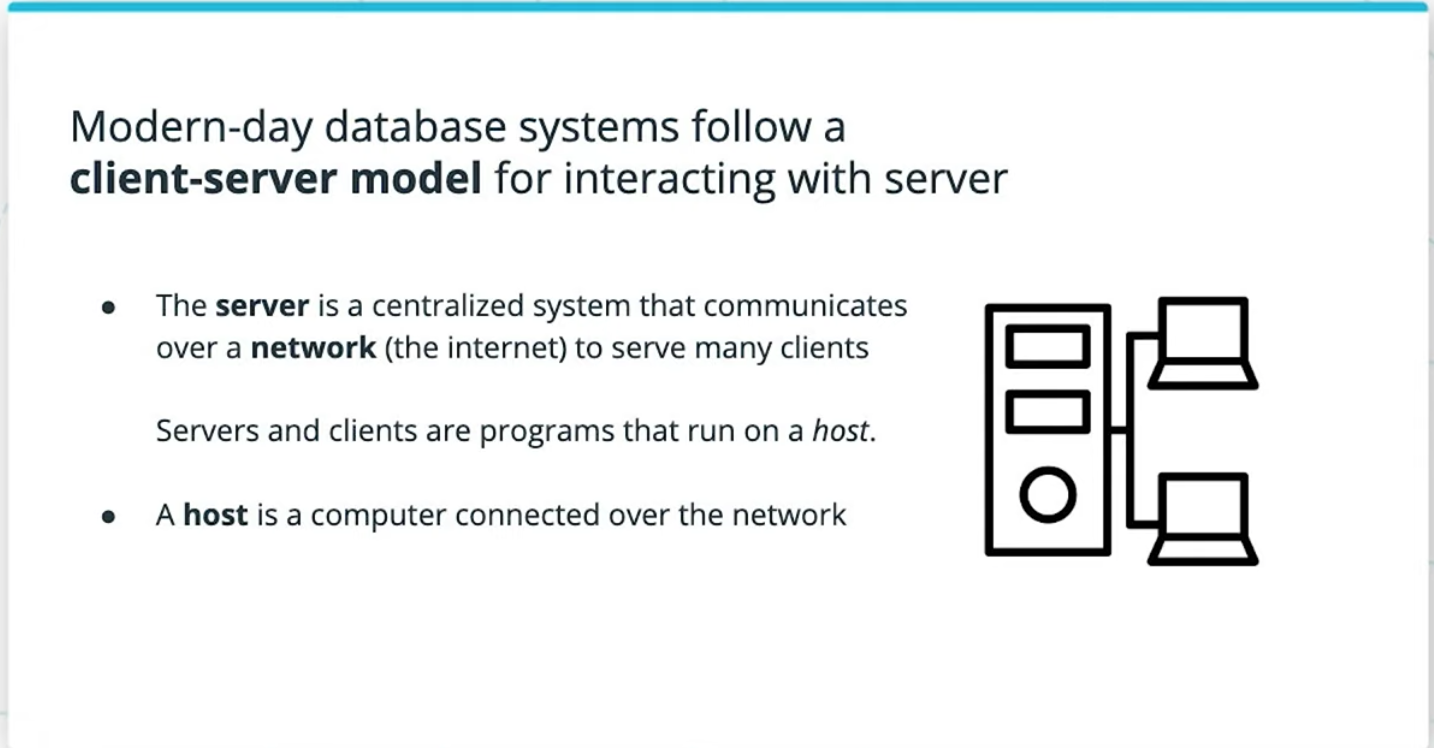 Modern-day database systems follow a
client-server model for interacting with server
● The server is a centralized system that communicates
over a network (the internet) to serve many clients
Servers and clients are programs that run on a host.
● A host is a computer connected over the network